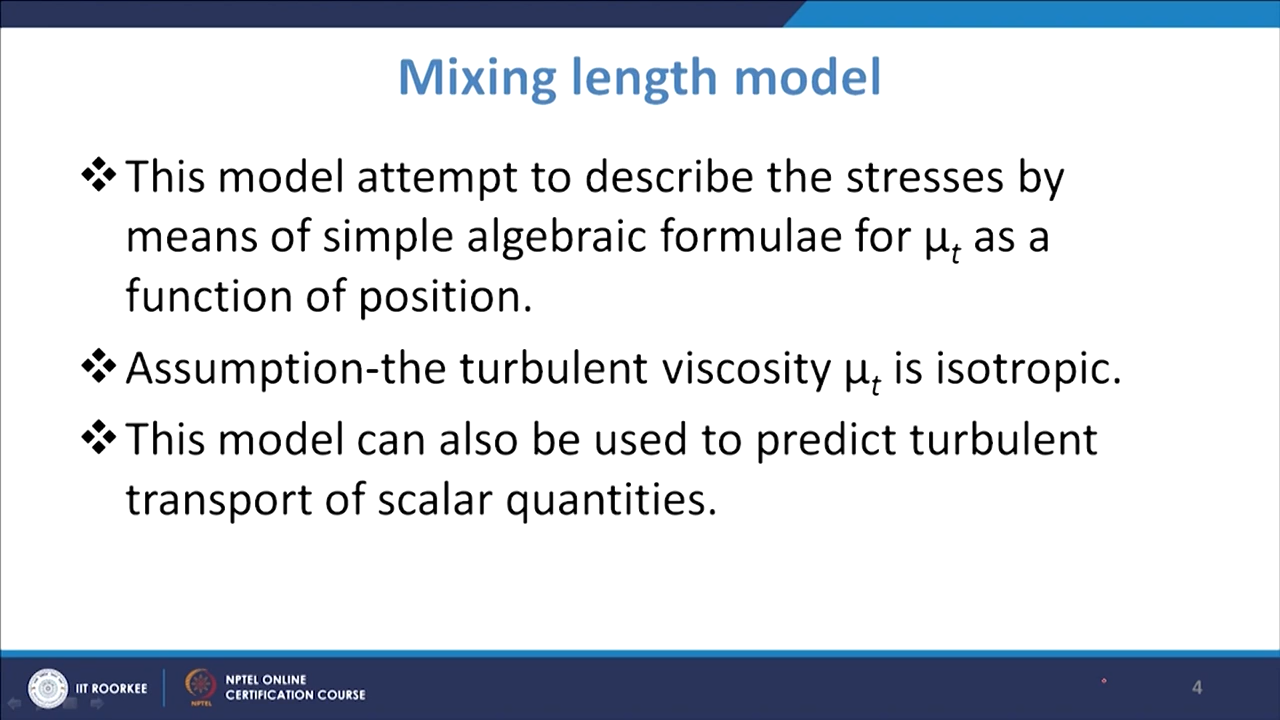 Mixing length model
❖ This model attempt to describe the stresses by
means of simple algebraic formulae for μt as a
function of position.
❖ Assumption-the turbulent viscosity μt is isotropic.
❖ This model can also be used to predict turbulent
transport of scalar quantities.
IIT ROORKEE
NPTEL
NPTEL ONLINE
CERTIFICATION COURSE
4